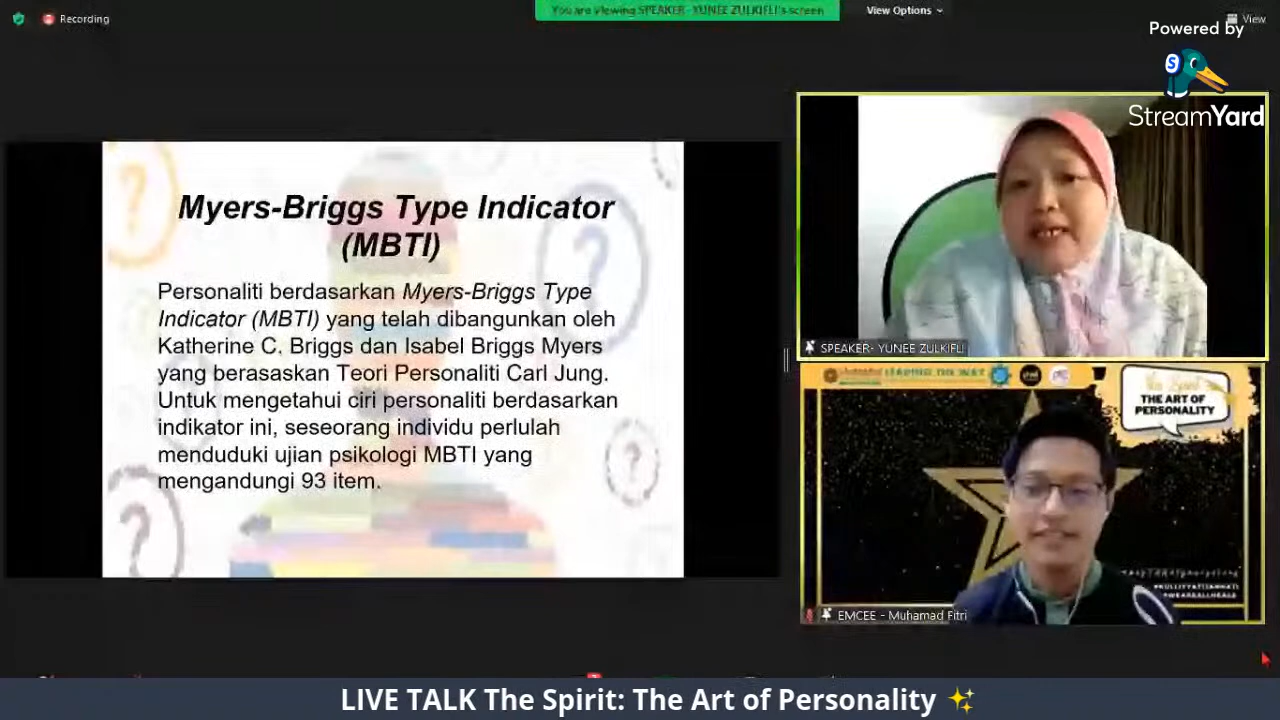 Recording
You are viewing SPEAKER - YUNEE ZULKIFLI's screen
View Options
View
Powered by
S
StreamYard
Myers-Briggs Type Indicator
(MBTI)
Personaliti berdasarkan Myers-Briggs Type
Indicator (MBTI) yang telah dibangunkan oleh
Katherine C. Briggs dan Isabel Briggs Myers
yang berasaskan Teori Personaliti Carl Jung.
Untuk mengetahui ciri personaliti berdasarkan
indikator ini, seseorang individu perlulah
menduduki ujian psikologi MBTI yang
mengandungi 93 item.
SPEAKER- YUNEE ZULKIFLI
LEADING THE WAY
THE ART OF
PERSONALITY
EMCEE - Muhamad Fitri
LIVE TALK The Spirit: The Art of Personality ✨